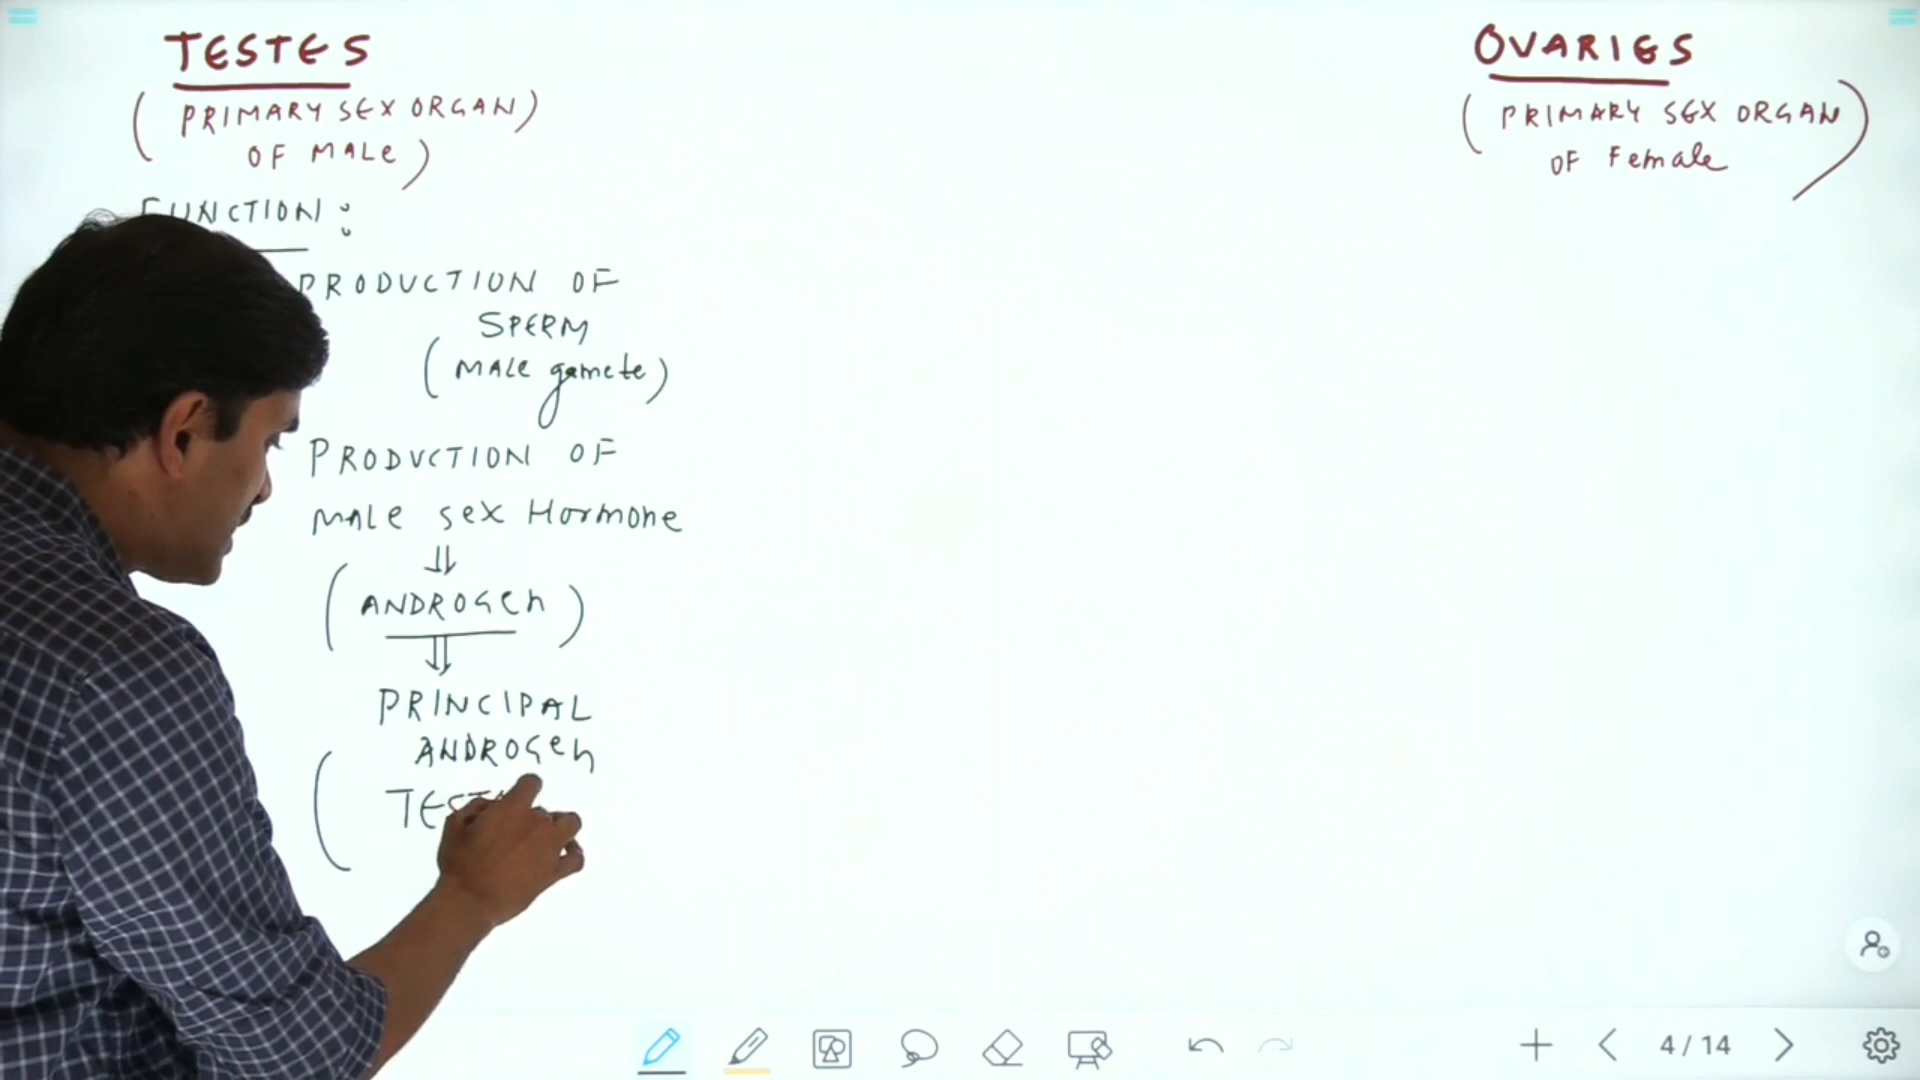 TESTES
(PRIMARY SEX ORGAN)
OF MALE)
FUNCTION:
PRODUCTION OF
SPERM
(MALE gamete)
PRODUCTION OF
MALE sex Hormone
⇓
(ANDROGEn)
⇓
PRINCIPAL
ANDROGen
(
OVARIES
(PRIMARY SEX ORGAN
OF Female)
4/14